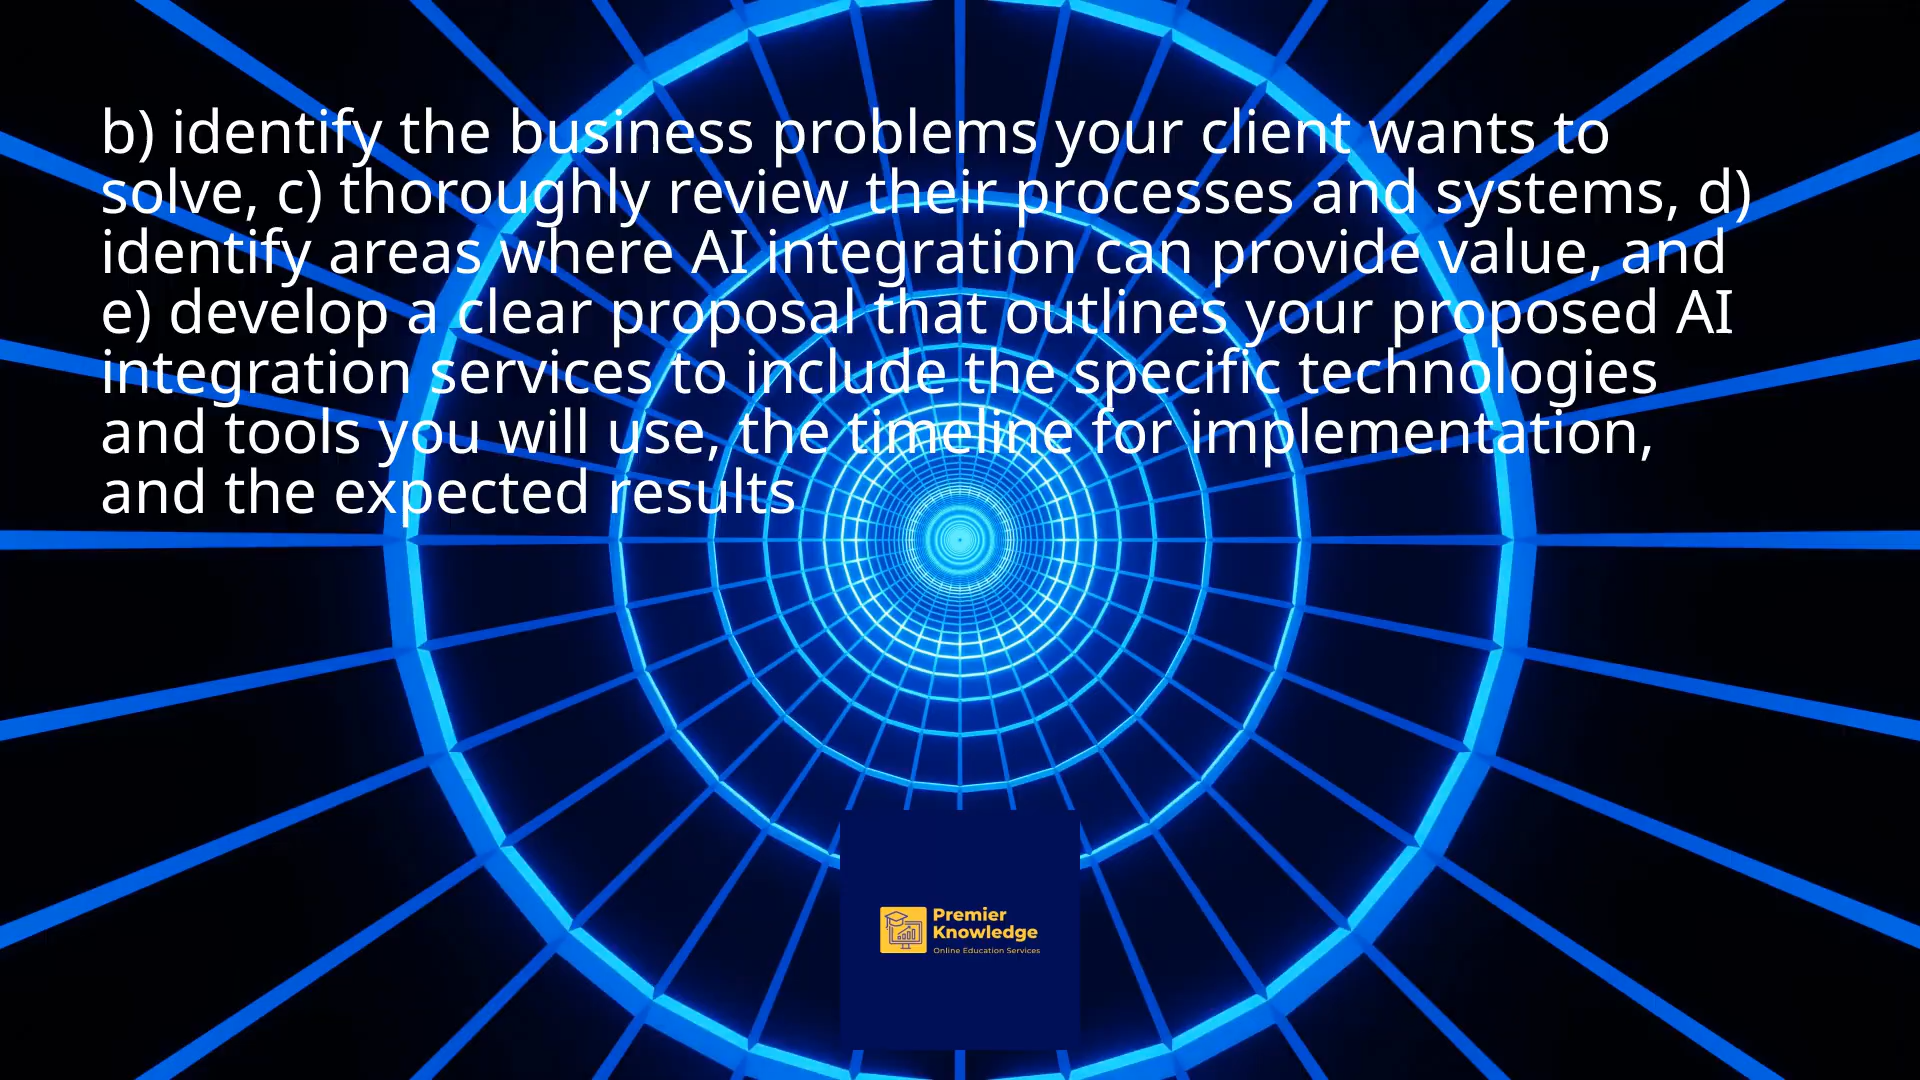 b) identify the business problems your client wants to
solve, c) thoroughly review their processes and systems, d)
identify areas where AI integration can provide value, and
e) develop a clear proposal that outlines your proposed AI
integration services to include the specific technologies
and tools you will use, the timeline for implementation,
and the expected results
Premier
Knowledge
Online Education Services